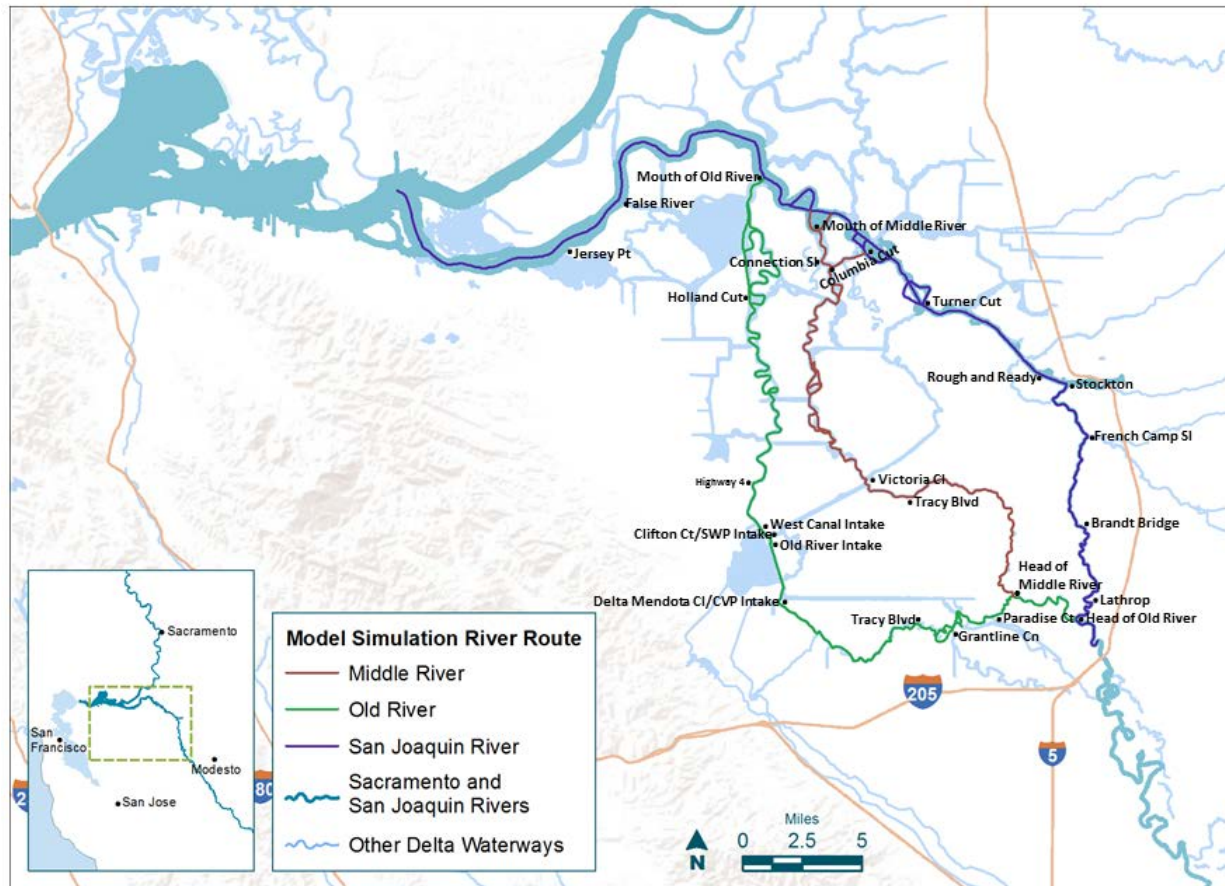 Mouth of Old River
False River
Mouth of Middle River
Jersey Pt
Connection Sl
Columbia Cut
Holland Cut
Turner Cut
Rough and Ready
Stockton
French Camp Sl
Highway 4
Victoria Cl
Tracy Blvd
West Canal Intake
Clifton Ct/SWP Intake
Old River Intake
Brandt Bridge
Head of
Middle River
Delta Mendota Cl/CVP Intake
Lathrop
Tracy Blvd
Paradise Ct
Head of Old River
Grantline Cn
205
5
80
2
Sacramento
San
Francisco
Modesto
San Jose
Model Simulation River Route
Middle River
Old River
San Joaquin River
Sacramento and
San Joaquin Rivers
Other Delta Waterways
N
Miles
0 2.5 5